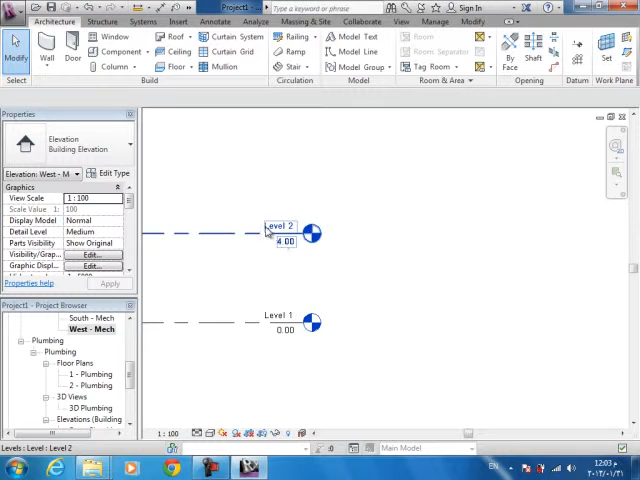 Project1 -
Type a keyword or phrase
Sign In
Architecture Structure Systems Insert Annotate Analyze Massing & Site Collaborate View Manage Modify
Modify
Wall
Door
Window
Component
Column
Roof
Ceiling
Floor
Curtain System
Curtain Grid
Mullion
Railing
Ramp
Stair
Model Text
Model Line
Model Group
Room
Room Separator
Tag Room
By Face
Shaft
Set
Select
Build
Circulation
Model
Room & Area
Opening
Datum
Work Plane
Properties
Elevation
Building Elevation
Elevation: West - M
Edit Type
Graphics
View Scale 1 : 100
Scale Value 1: 100
Display Model Normal
Detail Level Medium
Parts Visibility Show Original
Visibility/Grap... Edit...
Graphic Displ... Edit...
Properties help
Apply
Project1 - Project Browser
South - Mech
West - Mech
Plumbing
Plumbing
Floor Plans
1 - Plumbing
2 - Plumbing
3D Views
3D Plumbing
Elevations (Building
Level 2
4.00
Level 1
0.00
1 : 100
Levels : Level : Level 2
:0
Main Model
EN
12:03 م
٢٠١٢/٠١/٣١